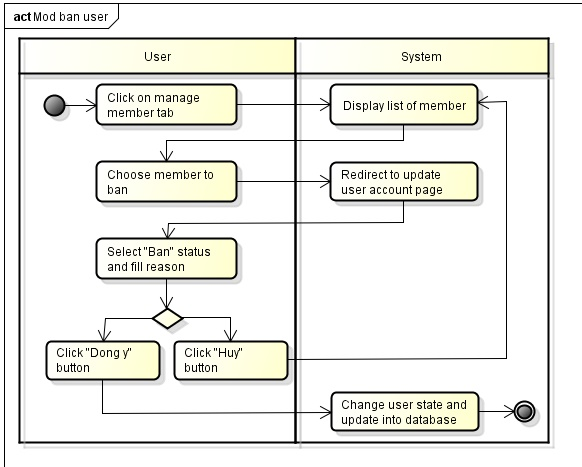 act Mod ban user
User
System
Click on manage
member tab
Display list of member
Choose member to
ban
Redirect to update
user account page
Select "Ban" status
and fill reason
Click "Dong y"
button
Click "Huy"
button
Change user state and
update into database